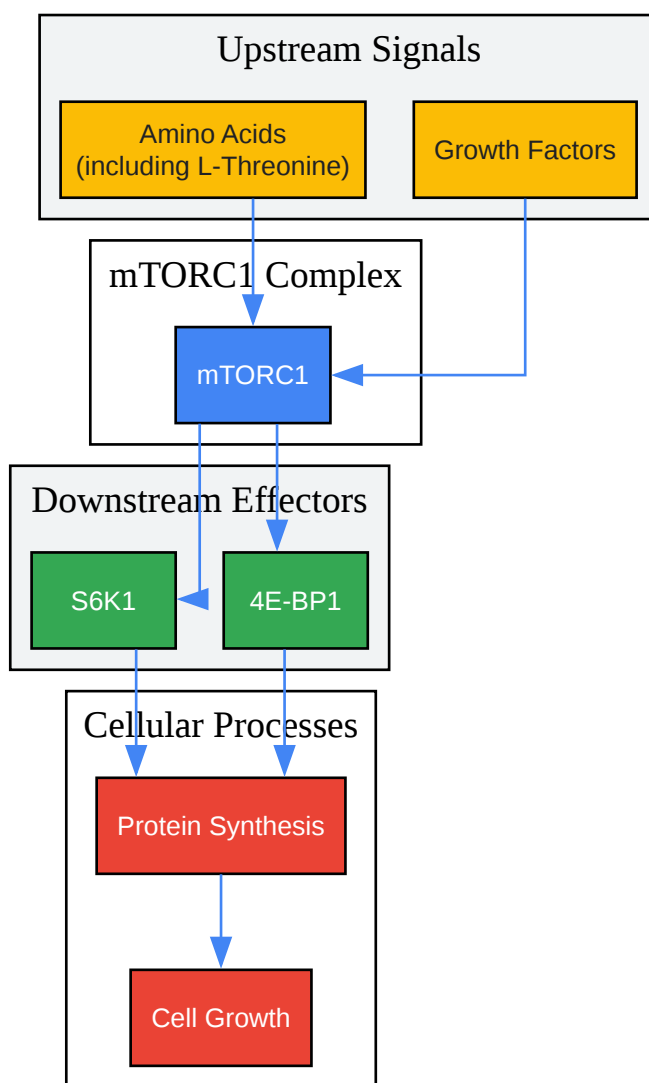 Upstream Signals
Amino Acids
(including L-Threonine)
Growth Factors
mTORC1 Complex
mTORC1
Downstream Effectors
S6K1
4E-BP1
Cellular Processes
Protein Synthesis
Cell Growth